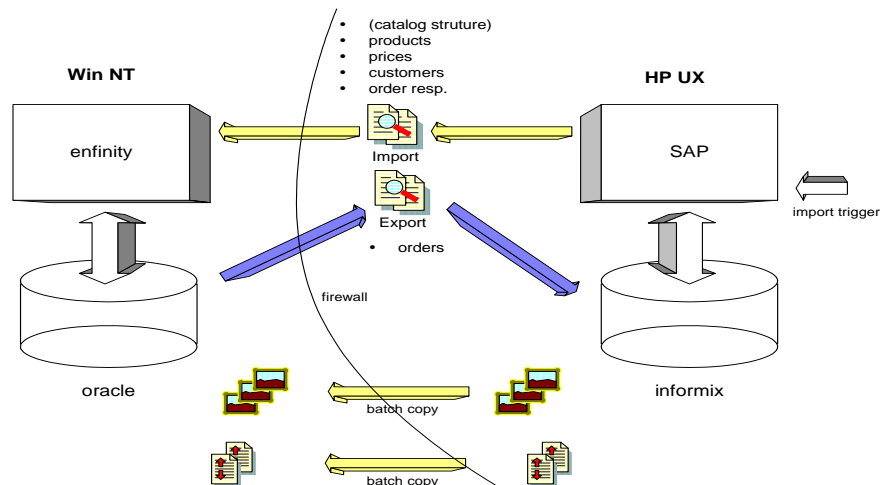 • (catalog struture)
• products
• prices
• customers
• order resp.
Win NT
HP UX
enfinity
Import
SAP
import trigger
Export
• orders
firewall
oracle
informix
batch copy
batch copy